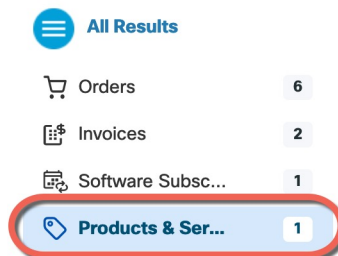 All Results
Orders 6
Invoices 2
Software Subsc... 1
Products & Ser... 1